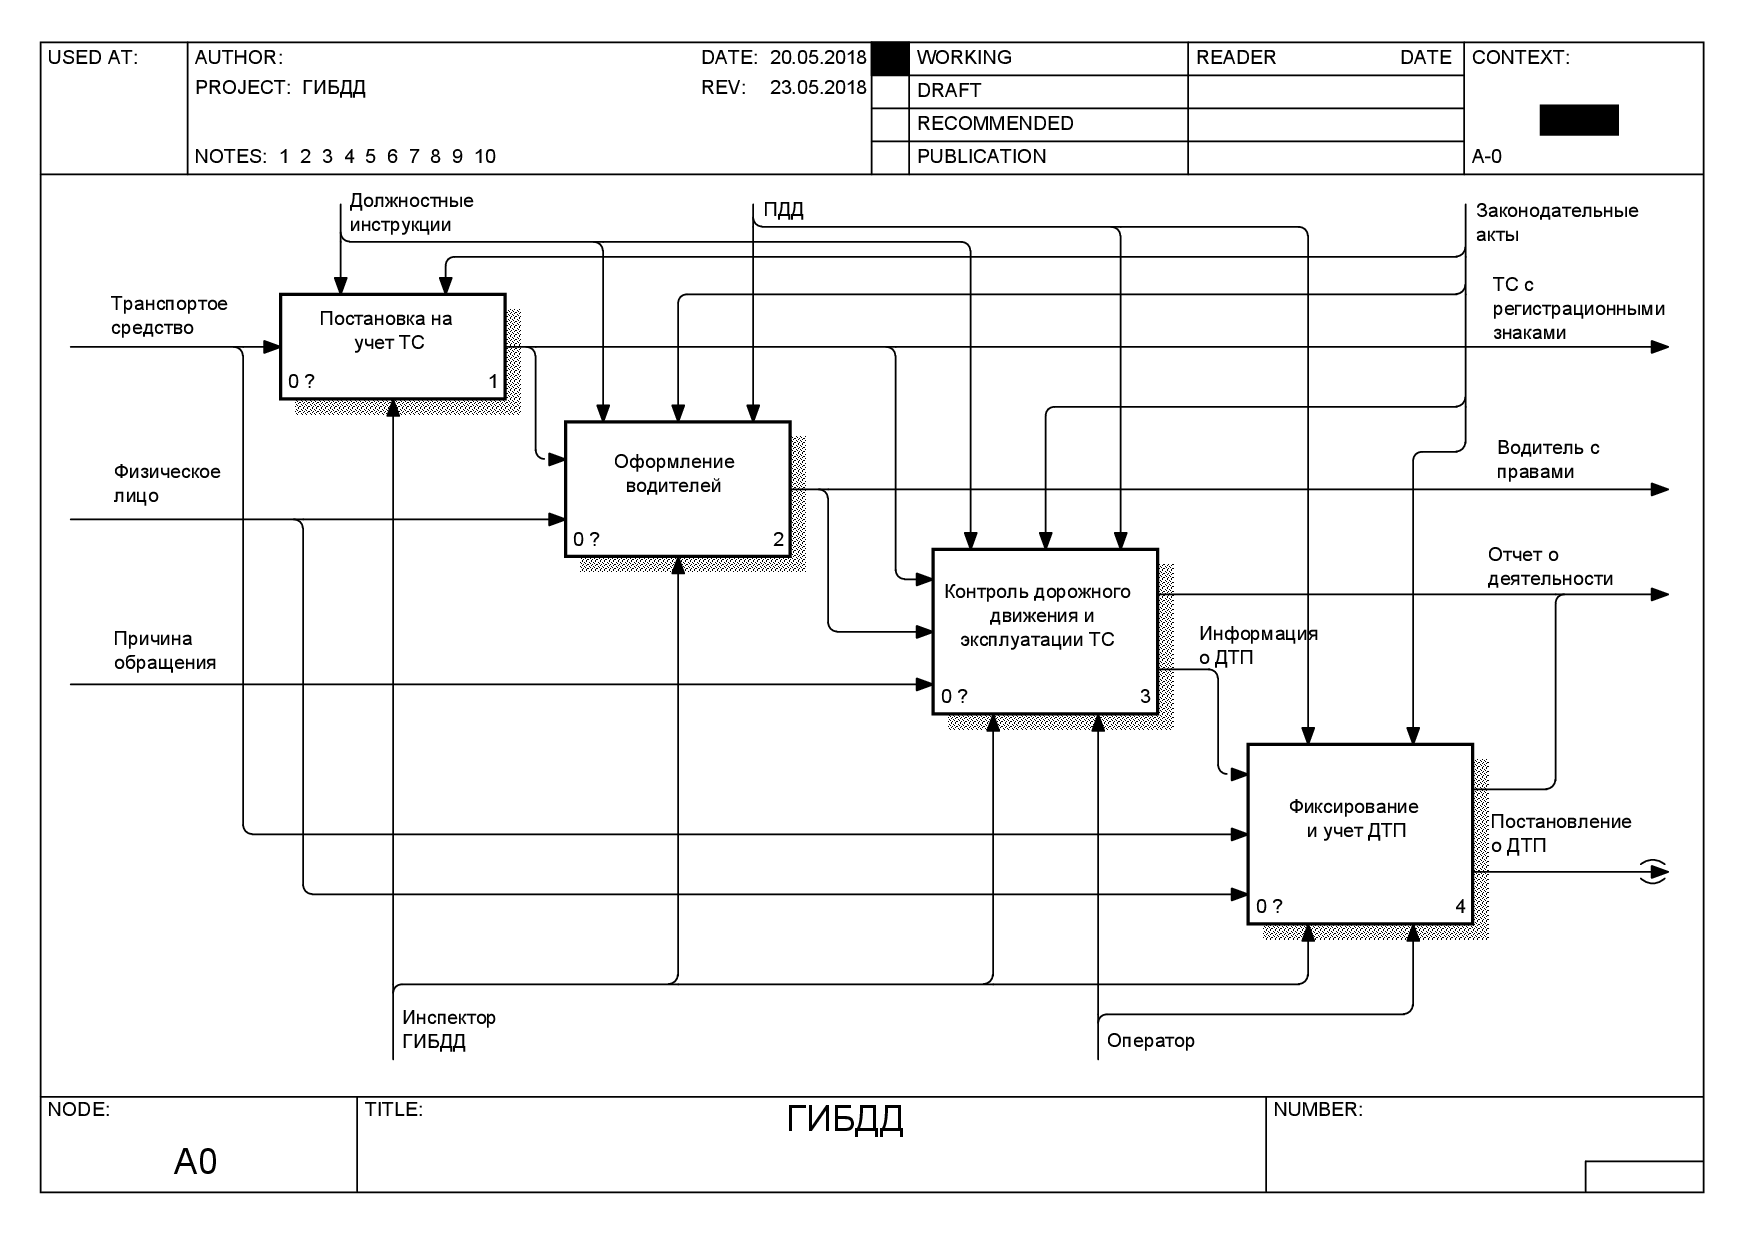 USED AT:
AUTHOR:
DATE: 20.05.2018
PROJECT: ГИБДД
REV: 23.05.2018
NOTES: 1 2 3 4 5 6 7 8 9 10
WORKING
DRAFT
RECOMMENDED
PUBLICATION
READER DATE
CONTEXT:
A-0
Должностные
инструкции
ПДД
Законодательные
акты
Транспортое
средство
Постановка на
учет ТС
0 ? 1
ТС с
регистрационными
знаками
Физическое
лицо
Оформление
водителей
0 ? 2
Водитель с
правами
Отчет о
деятельности
Причина
обращения
Контроль дорожного
движения и
эксплуатации ТС
0 ? 3
Информация
о ДТП
Фиксирование
и учет ДТП
0 ? 4
Постановление
о ДТП
Инспектор
ГИБДД
Оператор
NODE:
A0
TITLE:
ГИБДД
NUMBER: